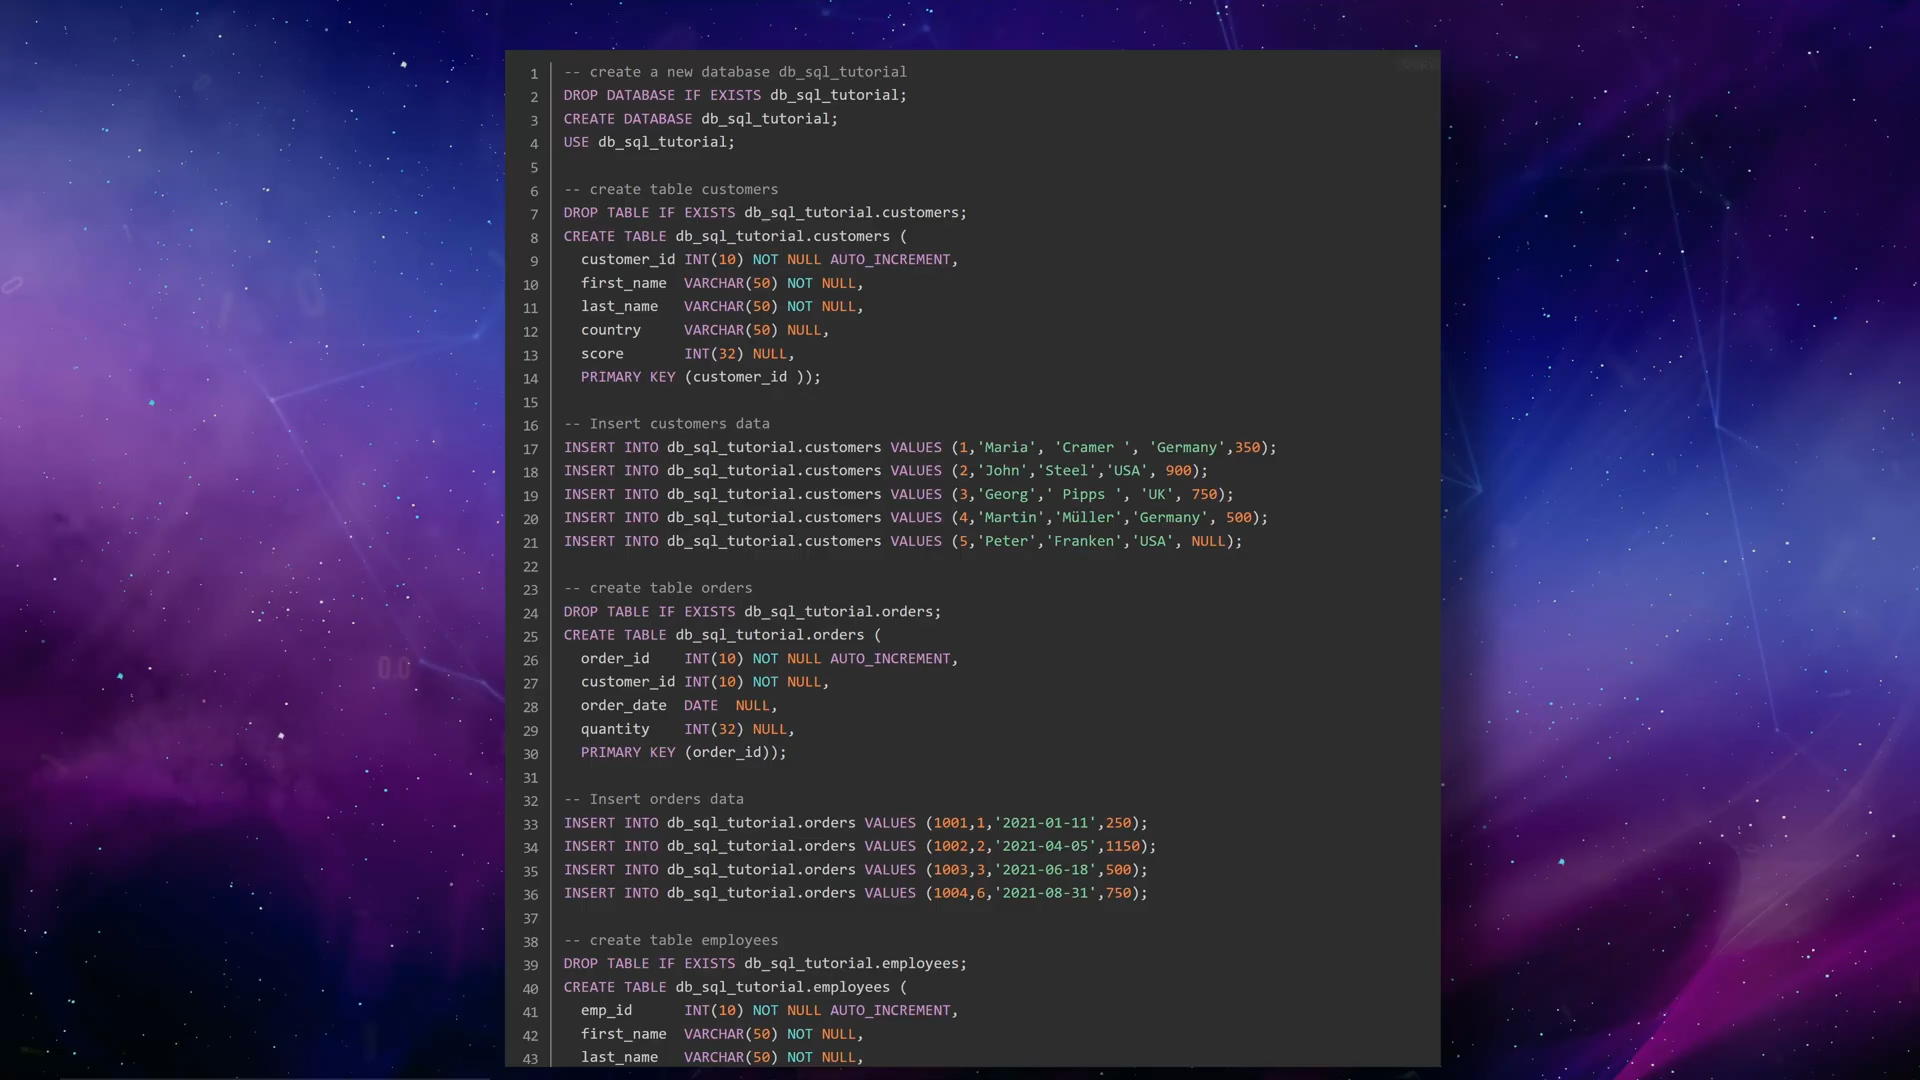 1 -- create a new database db_sql_tutorial
2 DROP DATABASE IF EXISTS db_sql_tutorial;
3 CREATE DATABASE db_sql_tutorial;
4 USE db_sql_tutorial;
5
6 -- create table customers
7 DROP TABLE IF EXISTS db_sql_tutorial.customers;
8 CREATE TABLE db_sql_tutorial.customers (
9   customer_id INT(10) NOT NULL AUTO_INCREMENT,
10   first_name  VARCHAR(50) NOT NULL,
11   last_name   VARCHAR(50) NOT NULL,
12   country     VARCHAR(50) NULL,
13   score       INT(32) NULL,
14   PRIMARY KEY (customer_id ));
15
16 -- Insert customers data
17 INSERT INTO db_sql_tutorial.customers VALUES (1,'Maria', 'Cramer ', 'Germany',350);
18 INSERT INTO db_sql_tutorial.customers VALUES (2,'John','Steel','USA', 900);
19 INSERT INTO db_sql_tutorial.customers VALUES (3,'Georg',' Pipps ', 'UK', 750);
20 INSERT INTO db_sql_tutorial.customers VALUES (4,'Martin','Müller','Germany', 500);
21 INSERT INTO db_sql_tutorial.customers VALUES (5,'Peter','Franken','USA', NULL);
22
23 -- create table orders
24 DROP TABLE IF EXISTS db_sql_tutorial.orders;
25 CREATE TABLE db_sql_tutorial.orders (
26   order_id    INT(10) NOT NULL AUTO_INCREMENT,
27   customer_id INT(10) NOT NULL,
28   order_date  DATE  NULL,
29   quantity    INT(32) NULL,
30   PRIMARY KEY (order_id));
31
32 -- Insert orders data
33 INSERT INTO db_sql_tutorial.orders VALUES (1001,1,'2021-01-11',250);
34 INSERT INTO db_sql_tutorial.orders VALUES (1002,2,'2021-04-05',1150);
35 INSERT INTO db_sql_tutorial.orders VALUES (1003,3,'2021-06-18',500);
36 INSERT INTO db_sql_tutorial.orders VALUES (1004,6,'2021-08-31',750);
37
38 -- create table employees
39 DROP TABLE IF EXISTS db_sql_tutorial.employees;
40 CREATE TABLE db_sql_tutorial.employees (
41   emp_id      INT(10) NOT NULL AUTO_INCREMENT,
42   first_name  VARCHAR(50) NOT NULL,
43   last_name   VARCHAR(50) NOT NULL,